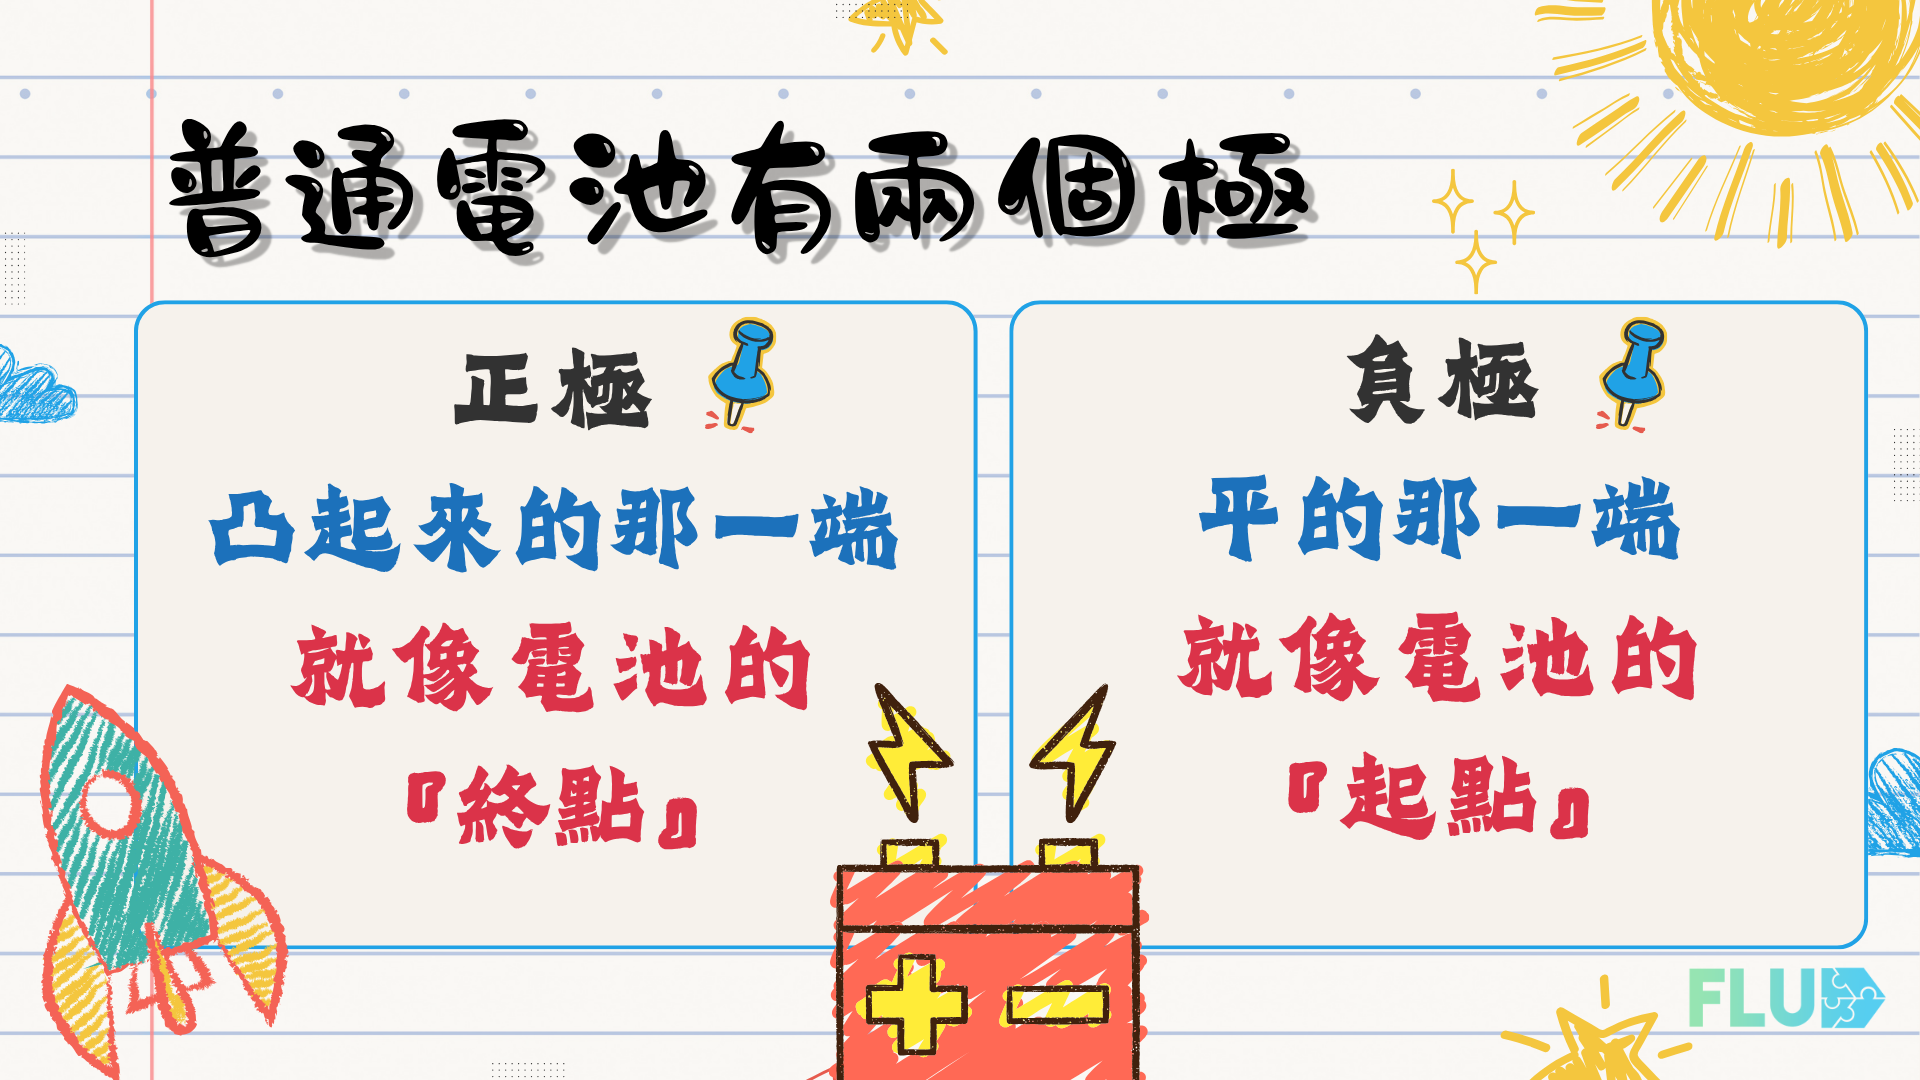 普通電池有兩個極
正極
凸起來的那一端
就像電池的
『終點』
負極
平的那一端
就像電池的
『起點』
FLUX